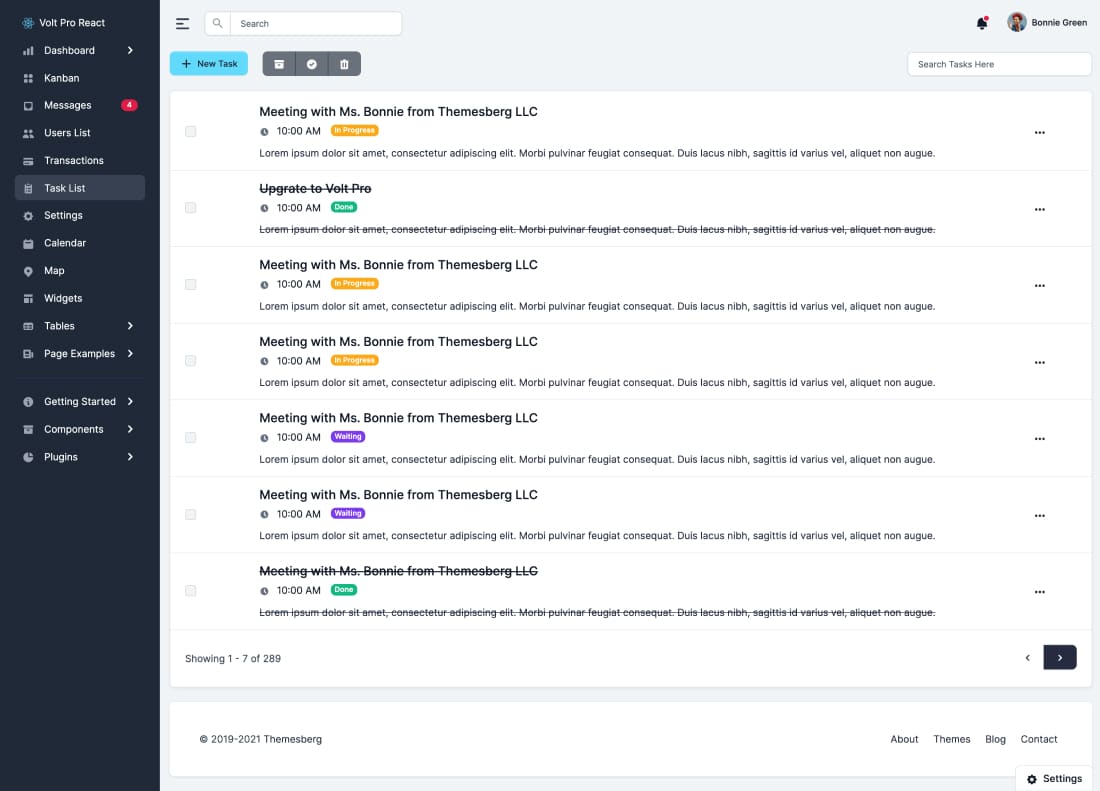 Volt Pro React
Dashboard
Kanban
Messages 4
Users List
Transactions
Task List
Settings
Calendar
Map
Widgets
Tables
Page Examples
Getting Started
Components
Plugins
Search
Bonnie Green
New Task
Search Tasks Here
Meeting with Ms. Bonnie from Themesberg LLC
10:00 AM In Progress
Lorem ipsum dolor sit amet, consectetur adipiscing elit. Morbi pulvinar feugiat consequat. Duis lacus nibh, sagittis id varius vel, aliquet non augue.
Upgrate to Volt Pro
10:00 AM Done
Lorem ipsum dolor sit amet, consectetur adipiscing elit. Morbi pulvinar feugiat consequat. Duis lacus nibh, sagittis id varius vel, aliquet non augue.
Meeting with Ms. Bonnie from Themesberg LLC
10:00 AM In Progress
Lorem ipsum dolor sit amet, consectetur adipiscing elit. Morbi pulvinar feugiat consequat. Duis lacus nibh, sagittis id varius vel, aliquet non augue.
Meeting with Ms. Bonnie from Themesberg LLC
10:00 AM In Progress
Lorem ipsum dolor sit amet, consectetur adipiscing elit. Morbi pulvinar feugiat consequat. Duis lacus nibh, sagittis id varius vel, aliquet non augue.
Meeting with Ms. Bonnie from Themesberg LLC
10:00 AM Waiting
Lorem ipsum dolor sit amet, consectetur adipiscing elit. Morbi pulvinar feugiat consequat. Duis lacus nibh, sagittis id varius vel, aliquet non augue.
Meeting with Ms. Bonnie from Themesberg LLC
10:00 AM Waiting
Lorem ipsum dolor sit amet, consectetur adipiscing elit. Morbi pulvinar feugiat consequat. Duis lacus nibh, sagittis id varius vel, aliquet non augue.
Meeting with Ms. Bonnie from Themesberg LLC
10:00 AM Done
Lorem ipsum dolor sit amet, consectetur adipiscing elit. Morbi pulvinar feugiat consequat. Duis lacus nibh, sagittis id varius vel, aliquet non augue.
Showing 1 - 7 of 289
© 2019-2021 Themesberg
About Themes Blog Contact
Settings